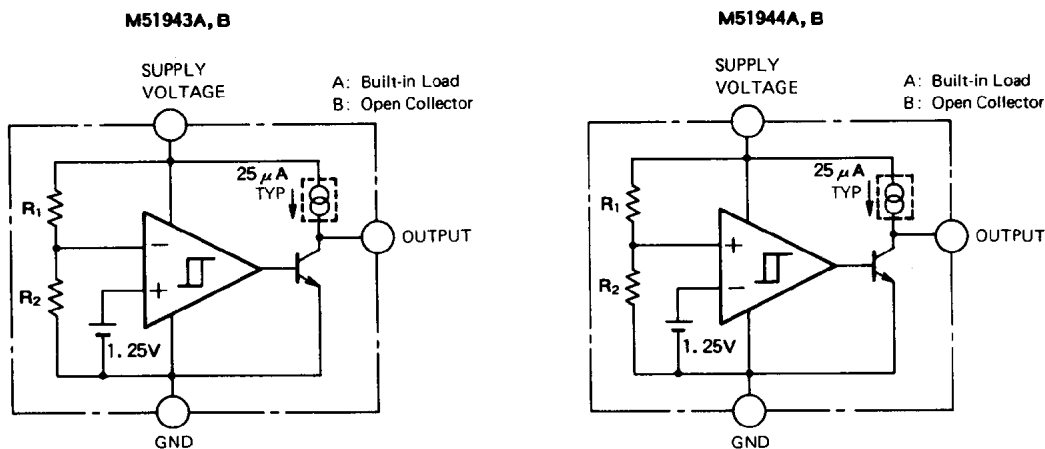 M51943A, B
SUPPLY
VOLTAGE
A: Built-in Load
B: Open Collector
25 μA
TYP
R1
R2
−
+
1.25V
OUTPUT
GND
M51944A, B
SUPPLY
VOLTAGE
A: Built-in Load
B: Open Collector
25 μA
TYP
R1
R2
+
−
1.25V
OUTPUT
GND